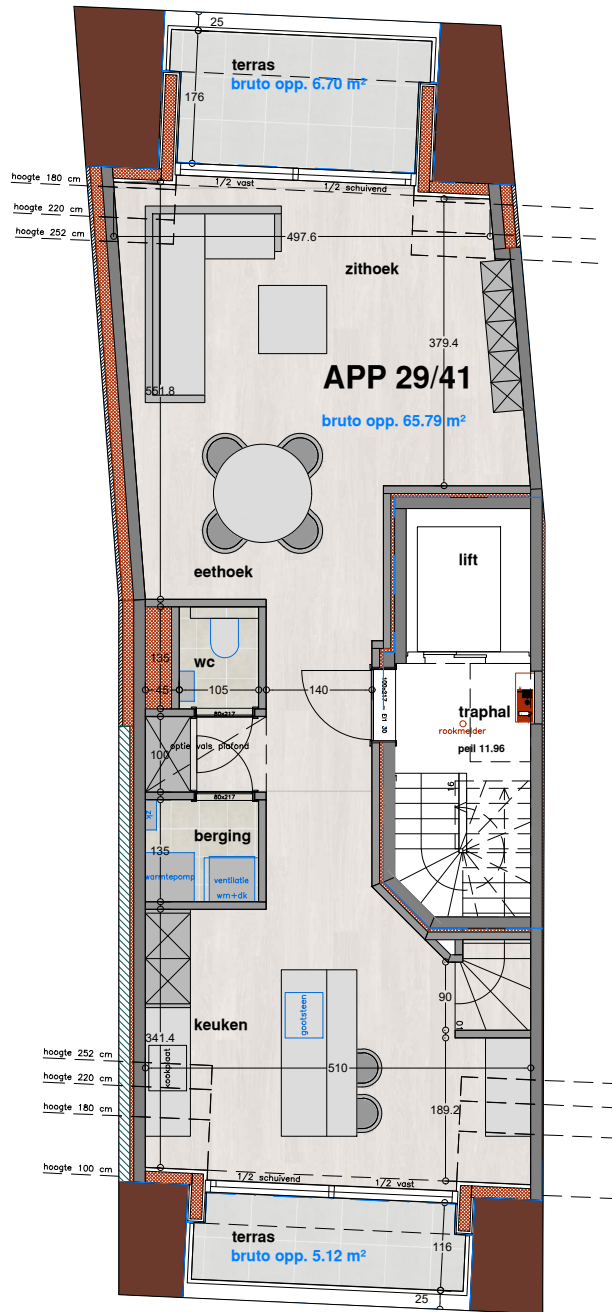 25
terras
bruto opp. 6.70 m²
176
1/2 vast
1/2 schuivend
hoogte 180 cm
hoogte 220 cm
hoogte 252 cm
497.6
zithoek
379.4
APP 29/41
551.8
bruto opp. 65.79 m²
eethoek
lift
wc
135
45
105
140
100x217 - EI 30
traphal
rookmelder
peil 11.96
80x217
optie vals plafond
100
16
80x217
zk
berging
135
warmtepomp
ventilatie
wm+dk
90
keuken
gootsteen
10
341.4
kookplaat
hoogte 252 cm
hoogte 220 cm
hoogte 180 cm
510
189.2
hoogte 100 cm
1/2 schuivend
1/2 vast
terras
bruto opp. 5.12 m²
116
25